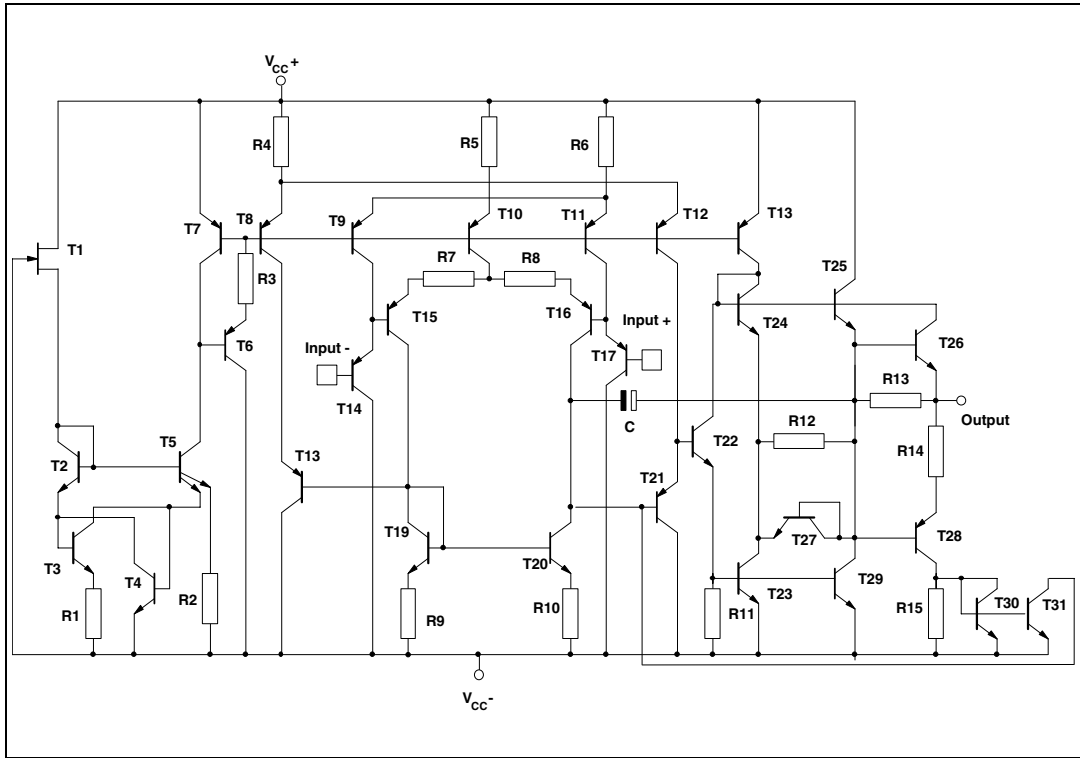 VCC+
R4
R5
R6
T7
T8
T9
T10
T11
T12
T13
T1
R3
R7
R8
T25
T15
T16
Input +
T24
T6
T26
Input -
T17
R13
T14
C
Output
R12
T5
T22
R14
T2
T13
T21
T19
T27
T28
T20
T3
T4
R2
T23
T29
T30
T31
R1
R9
R10
R11
R15
VCC-